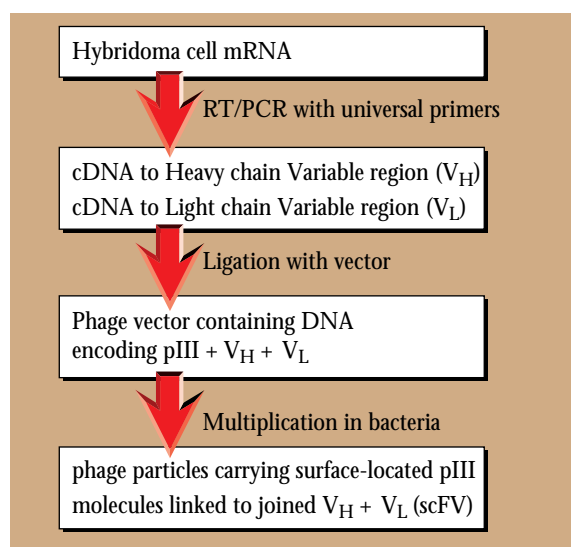 Hybridoma cell mRNA
RT/PCR with universal primers
cDNA to Heavy chain Variable region (VH)
cDNA to Light chain Variable region (VL)
Ligation with vector
Phage vector containing DNA
encoding pIII + VH + VL
Multiplication in bacteria
phage particles carrying surface-located pIII
molecules linked to joined VH + VL (scFV)